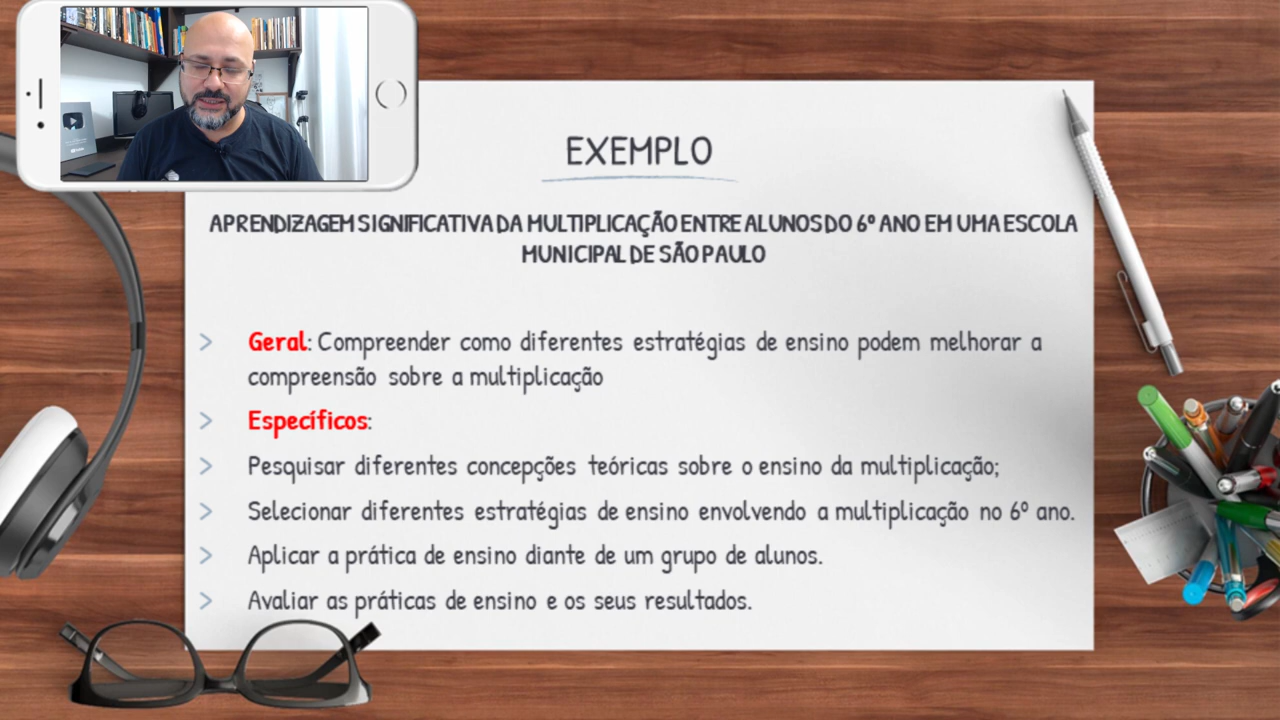 EXEMPLO
APRENDIZAGEM SIGNIFICATIVA DA MULTIPLICAÇÃO ENTRE ALUNOS DO 6º ANO EM UMA ESCOLA
MUNICIPAL DE SÃO PAULO
> Geral: Compreender como diferentes estratégias de ensino podem melhorar a
compreensão sobre a multiplicação
> Específicos:
> Pesquisar diferentes concepções teóricas sobre o ensino da multiplicação;
> Selecionar diferentes estratégias de ensino envolvendo a multiplicação no 6º ano.
> Aplicar a prática de ensino diante de um grupo de alunos.
> Avaliar as práticas de ensino e os seus resultados.